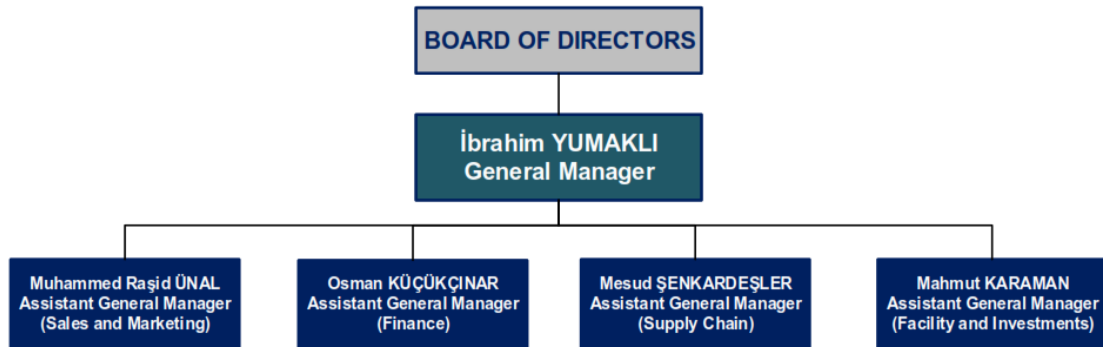 BOARD OF DIRECTORS
İbrahim YUMAKLI
General Manager
Muhammed Raşid ÜNAL
Assistant General Manager
(Sales and Marketing)
Osman KÜÇÜKÇINAR
Assistant General Manager
(Finance)
Mesud ŞENKARDEŞLER
Assistant General Manager
(Supply Chain)
Mahmut KARAMAN
Assistant General Manager
(Facility and Investments)